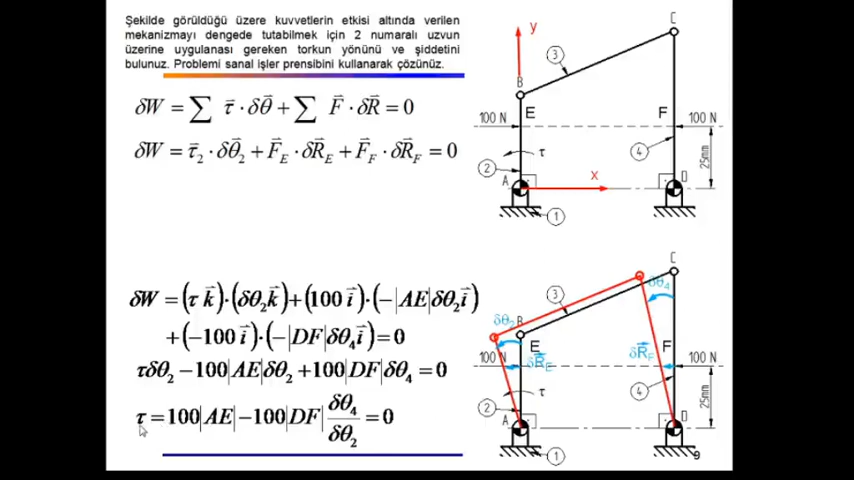 Şekilde görüldüğü üzere kuvvetlerin etkisi altında verilen
mekanizmayı dengede tutabilmek için 2 numaralı uzvun
üzerine uygulanası gereken torkun yönünü ve şiddetini
bulunuz. Problemi sanal işler prensibini kullanarak çözünüz.
δW = ∑ τ⃗ · δθ⃗ + ∑ F⃗ · δR⃗ = 0
δW = τ⃗₂ · δθ⃗₂ + F⃗_E · δR⃗_E + F⃗_F · δR⃗_F = 0
y
C
3
B
100 N
E
F
100 N
τ
4
25mm
2
A
x
D
1
δW = (τ k⃗)·(δθ₂k⃗)+(100 i⃗)·(−|AE|δθ₂i⃗)
+(−100 i⃗)·(−|DF|δθ₄i⃗)=0
τδθ₂ −100|AE|δθ₂ +100|DF|δθ₄ =0
τ =100|AE|−100|DF| δθ₄/δθ₂ =0
C
δθ₄
3
δθ₂
B
E
F
100 N
δR⃗_E
δR⃗_F
100 N
τ
4
25mm
2
A
D
1
9